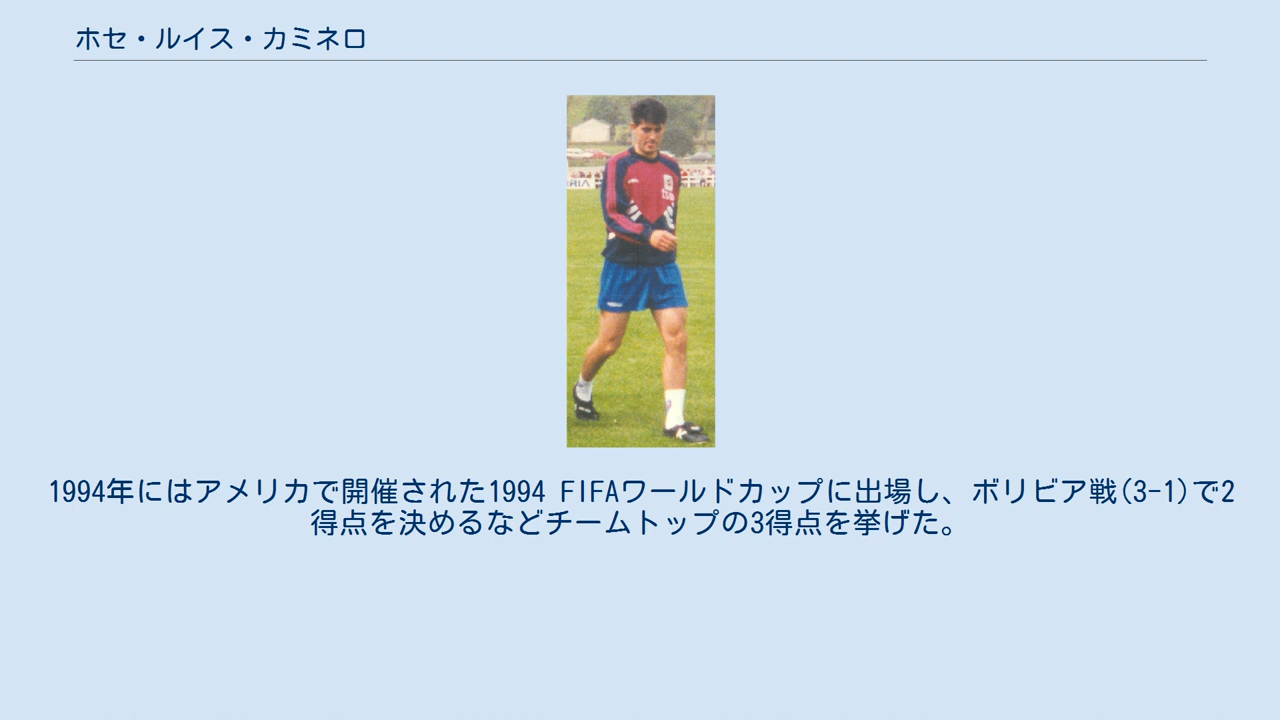 ホセ・ルイス・カミネロ
1994年にはアメリカで開催された1994 FIFAワールドカップに出場し、ボリビア戦(3-1)で2
得点を決めるなどチームトップの3得点を挙げた。